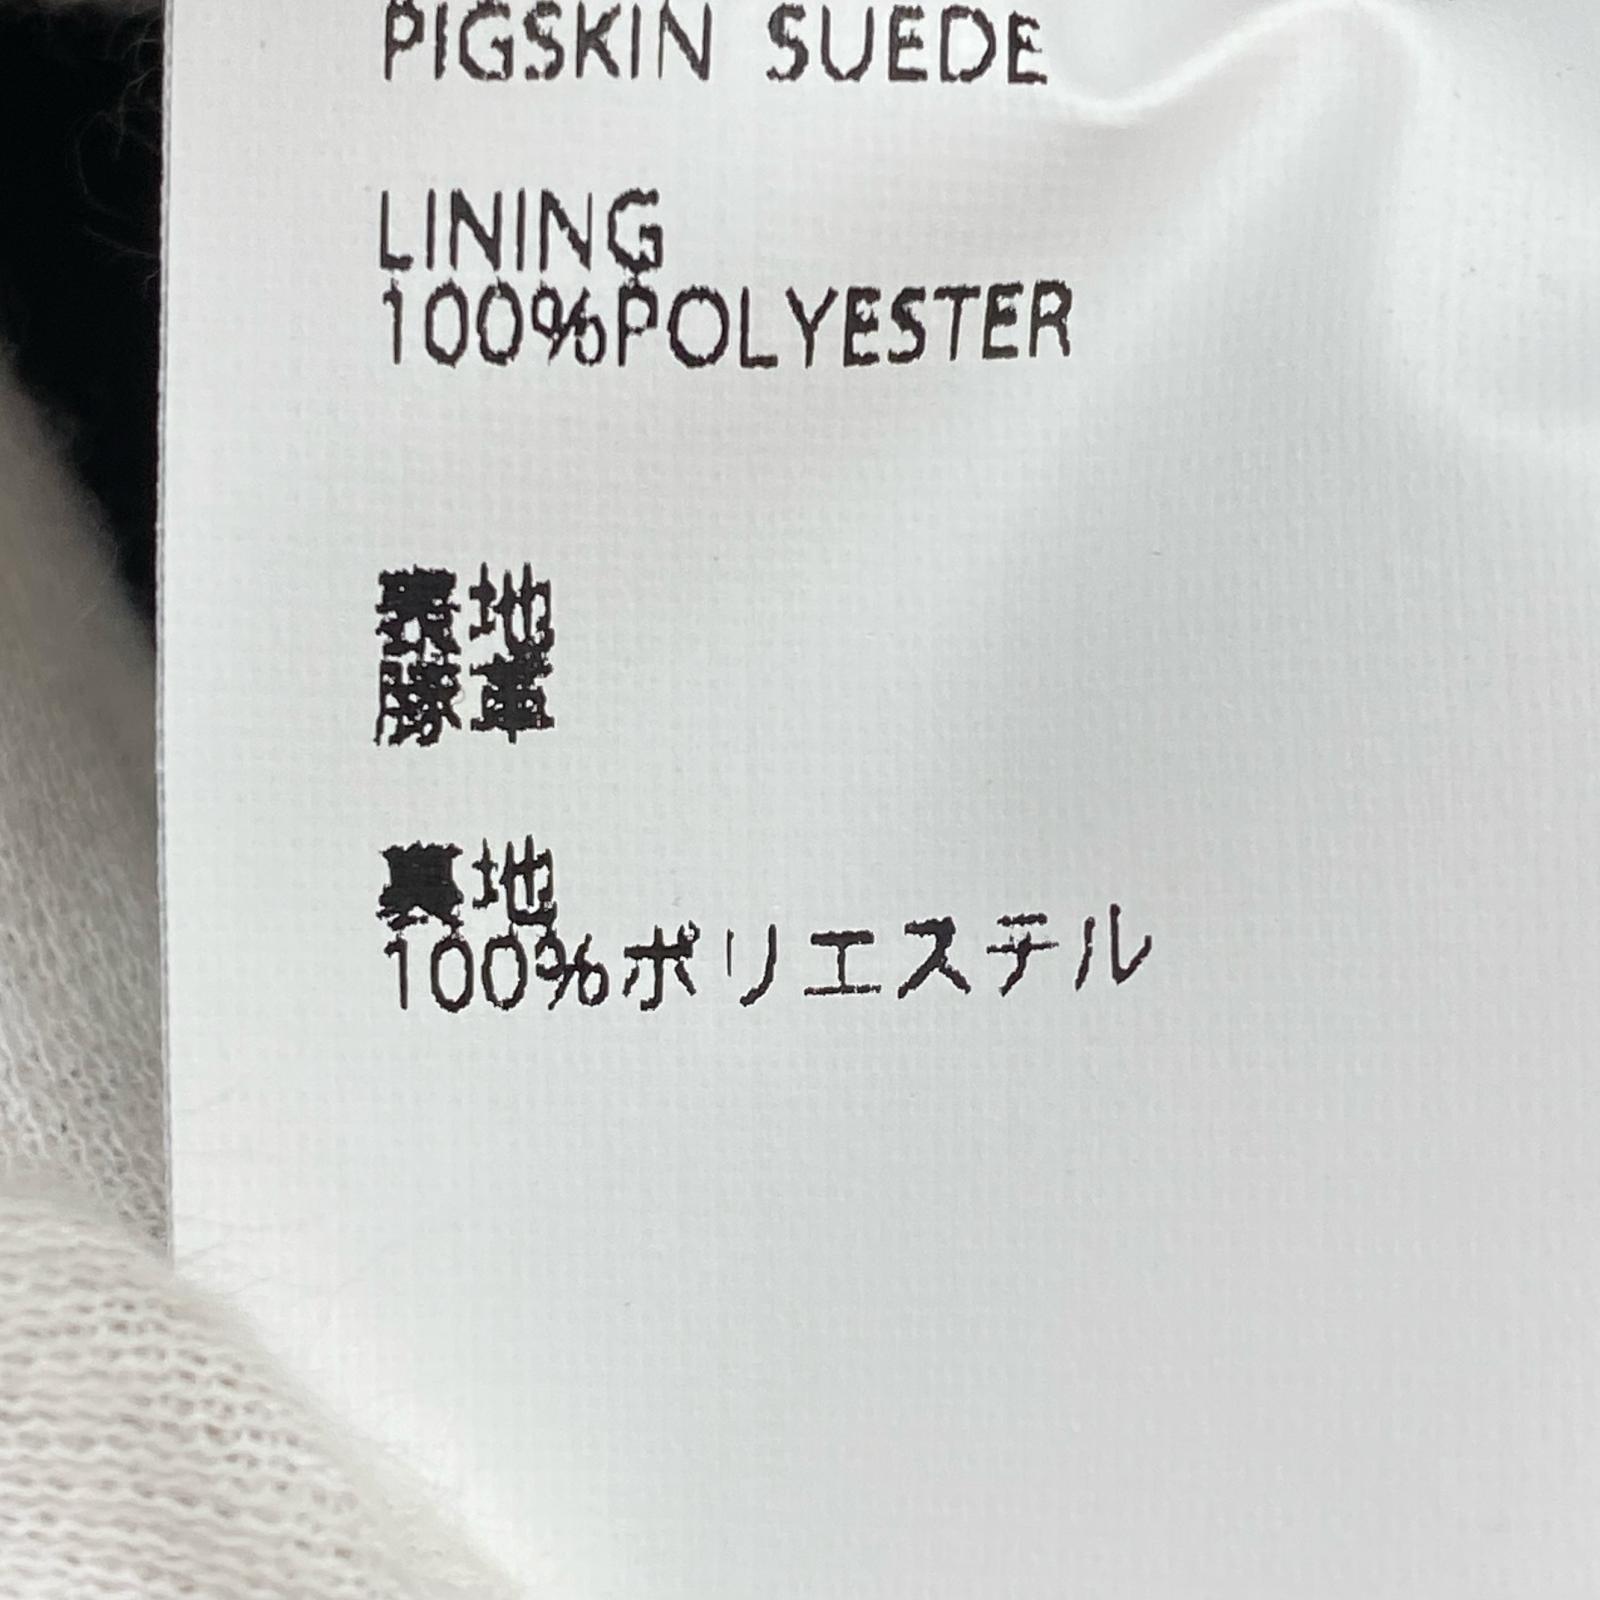 PIGSKIN SUEDE
LINING
100%POLYESTER
表地
豚革
裏地
100%ポリエステル